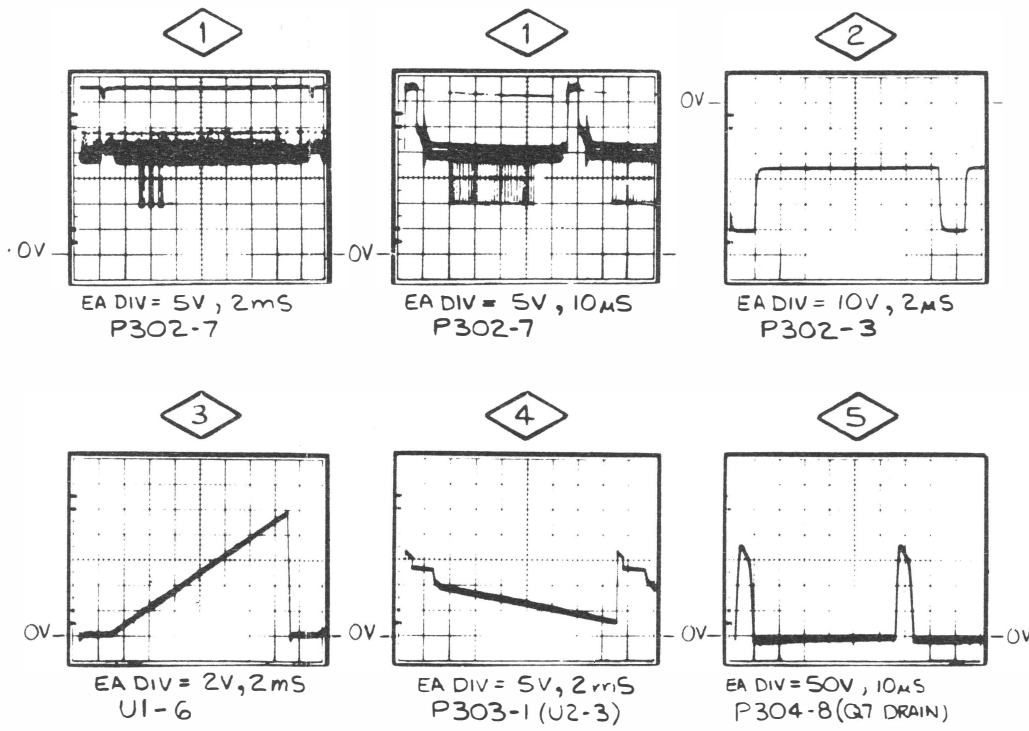 1
1
2
0V
·0V
0V
EA DIV = 5V, 2mS
P302-7
EA DIV = 5V, 10µS
P302-7
EA DIV = 10V, 2µS
P302-3
3
4
5
0V
0V
0V
0V
EA DIV = 2V, 2mS
U1-6
EA DIV = 5V, 2mS
P303-1 (U2-3)
EA DIV = 50V, 10µS
P304-8 (Q7 DRAIN)